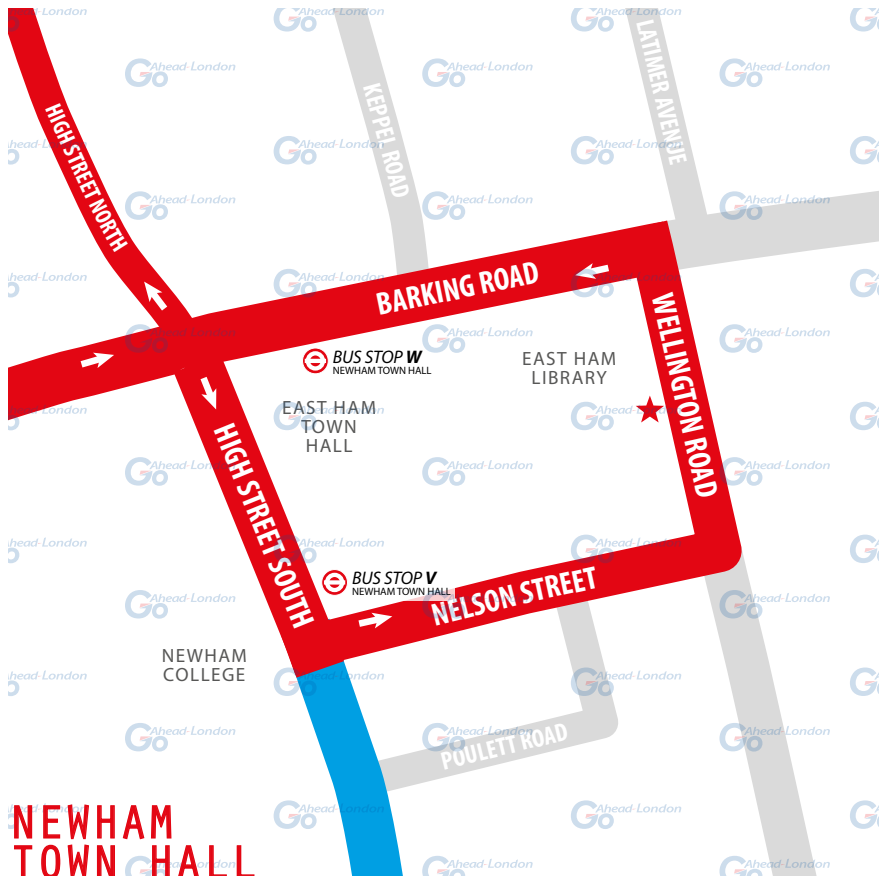 Go Ahead-London
LATIMER AVENUE
KEPPEL ROAD
HIGH STREET NORTH
BARKING ROAD
WELLINGTON ROAD
BUS STOP W
NEWHAM TOWN HALL
EAST HAM
LIBRARY
EAST HAM
TOWN
HALL
HIGH STREET SOUTH
BUS STOP V
NEWHAM TOWN HALL
NELSON STREET
NEWHAM
COLLEGE
POULETT ROAD
NEWHAM
TOWN HALL